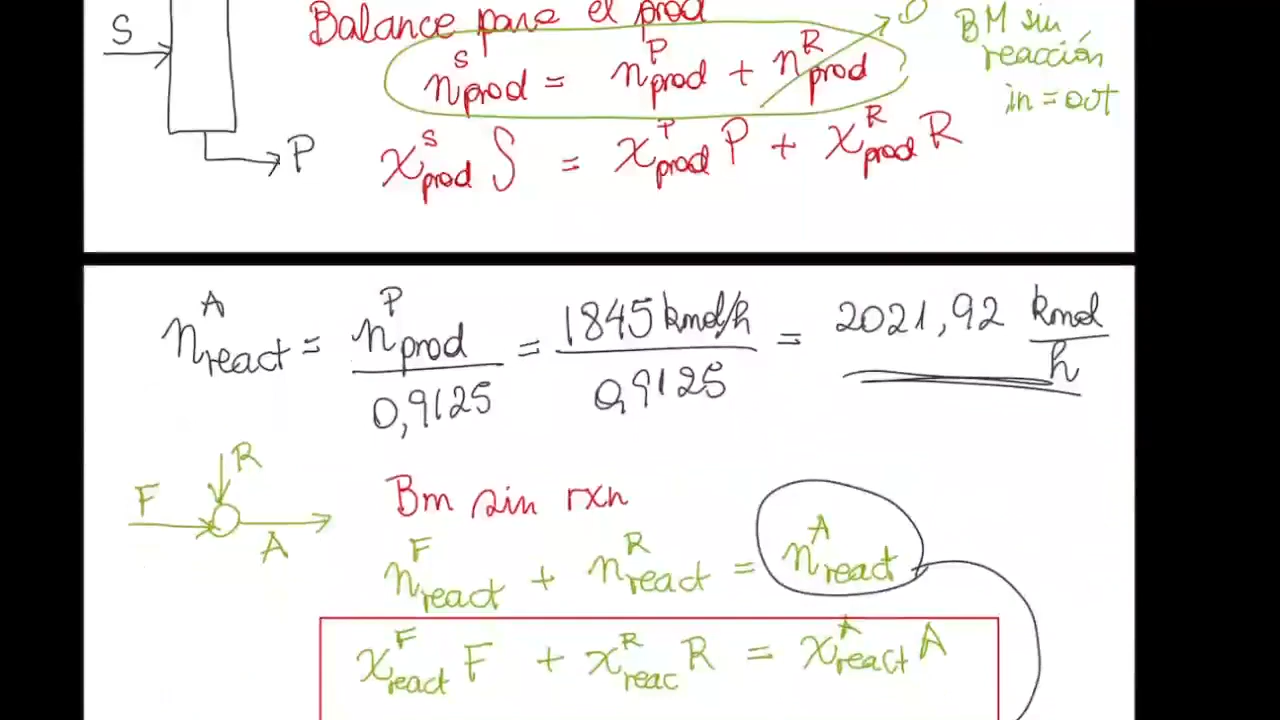 Balance para el prod
S
n^S_prod = n^P_prod + n^R_prod
0
BM sin
reacción
in = out
P
x^S_prod S = x^P_prod P + x^R_prod R
n^A_react = n^P_prod / 0,9125 = 1845 kmol/h / 0,9125 = 2021,92 kmol / h
R
F
A
Bm sin rxn
n^F_react + n^R_react = n^A_react
x^F_react F + x^R_reac R = x^A_react A